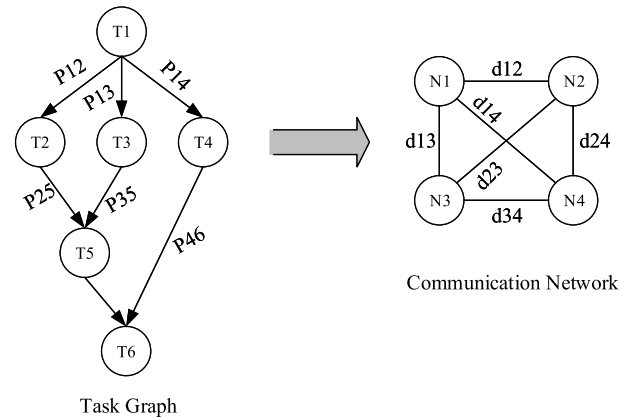 T1
P12
P13
P14
T2
T3
T4
P25
P35
P46
T5
T6
Task Graph
N1
d12
N2
d14
d13
d24
d23
N3
d34
N4
Communication Network